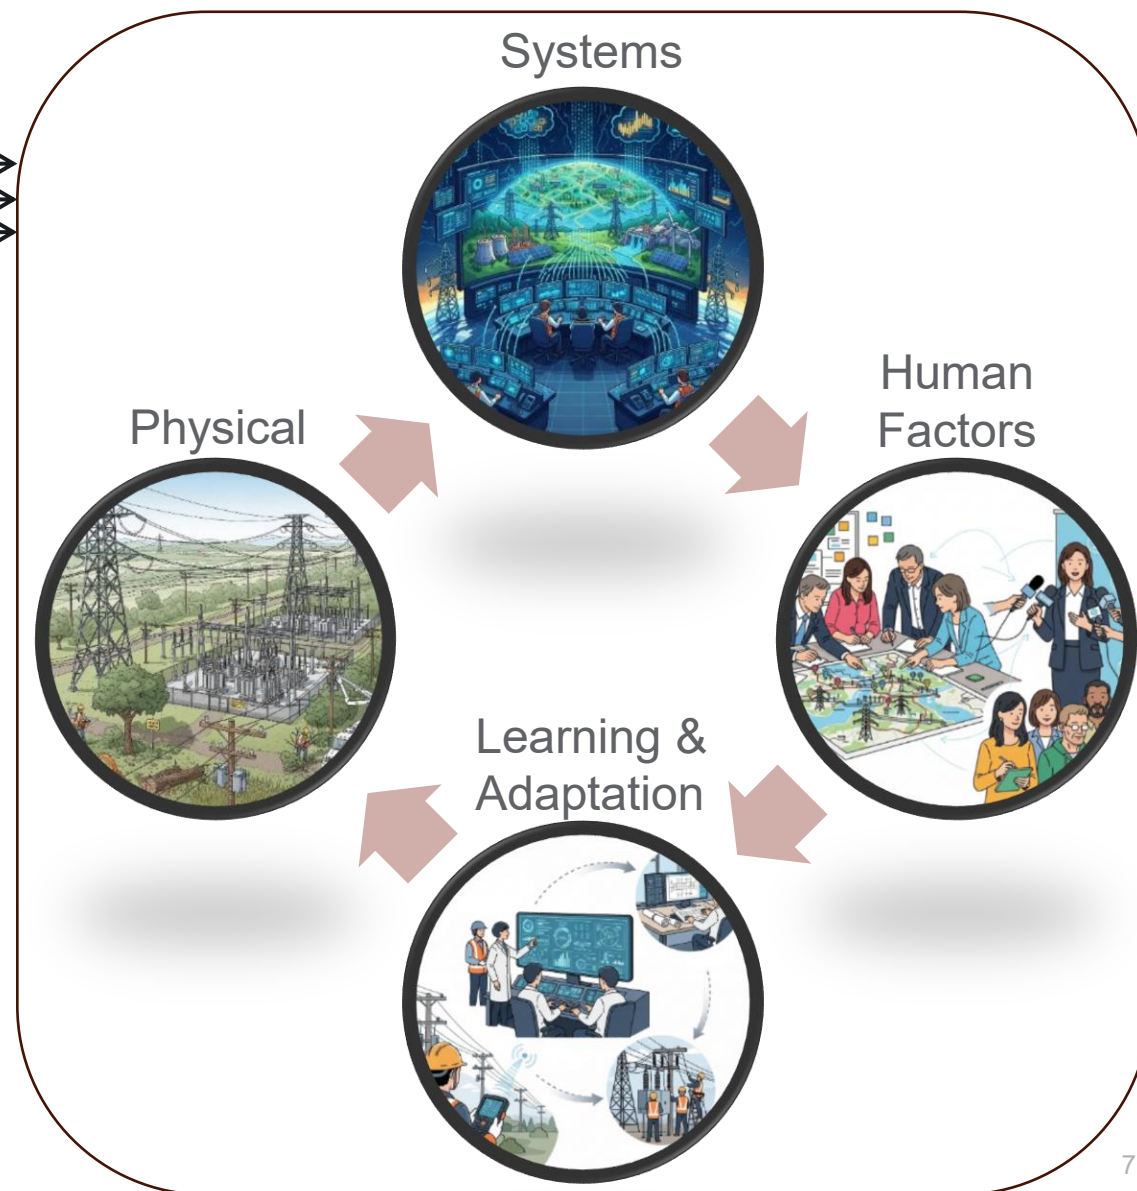 Systems
Human
Factors
Physical
Learning &
Adaptation
7